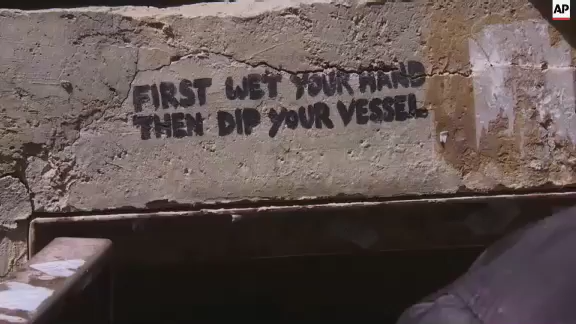 AP
FIRST WET YOUR HAND
THEN DIP YOUR VESSEL.